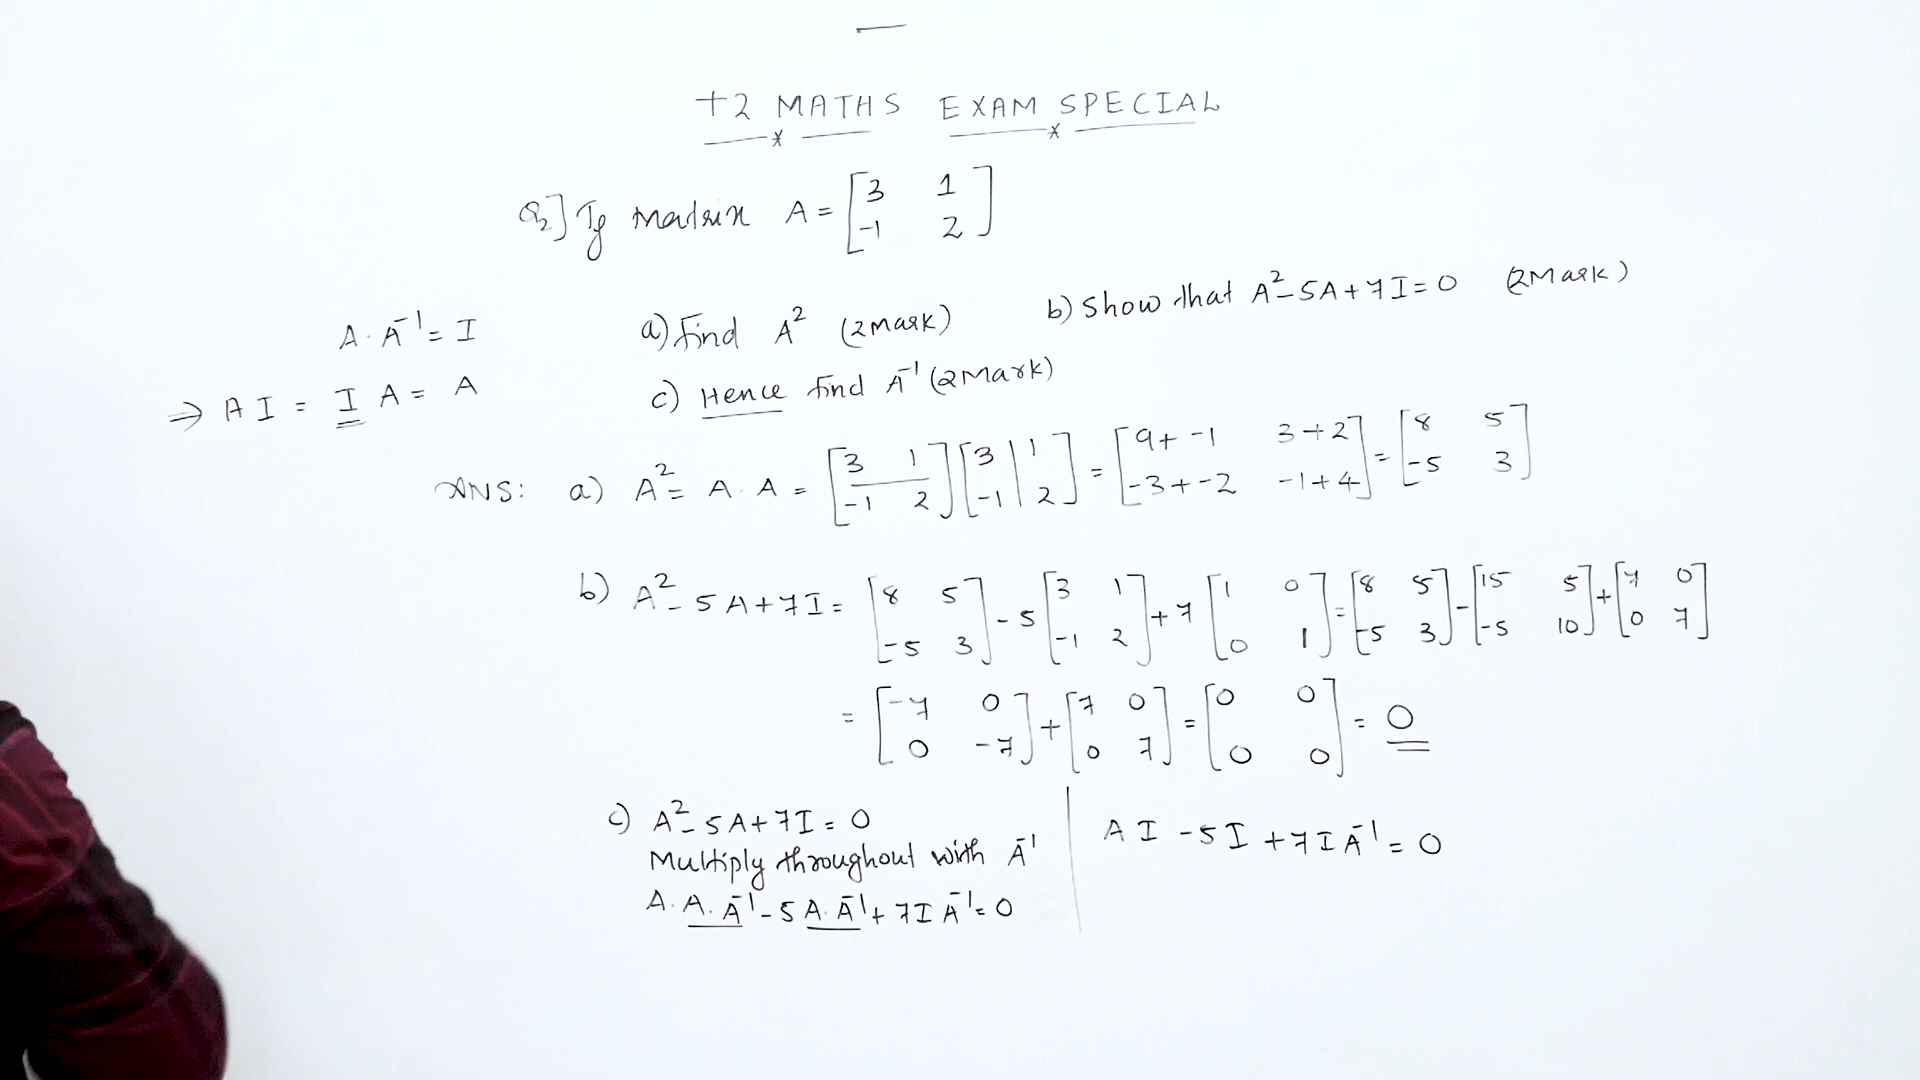 +2 MATHS EXAM SPECIAL
Q2] If matrix A = [3 1
-1 2]
A·A⁻¹ = I
a) find A² (2 Mark)
b) Show that A² - 5A + 7I = 0 (2 Mark)
⇒ A I = I A = A
c) Hence find A⁻¹ (2 Mark)
ANS: a) A² = A·A = [3 1 [3 1 = [9+-1 3+2 = [8 5
-1 2] -1 2] -3+-2 -1+4] -5 3]
b) A² - 5A + 7I = [8 5 - 5 [3 1 + 7 [1 0 = [8 5 - [15 5 + [7 0
-5 3] -1 2] 0 1] -5 3] -5 10] 0 7]
= [-7 0 + [7 0 = [0 0 = 0
0 -7] 0 7] 0 0]
c) A² - 5A + 7I = 0
Multiply throughout with A⁻¹
A·A·A⁻¹ - 5A·A⁻¹ + 7I A⁻¹ = 0
A I - 5I + 7I A⁻¹ = 0